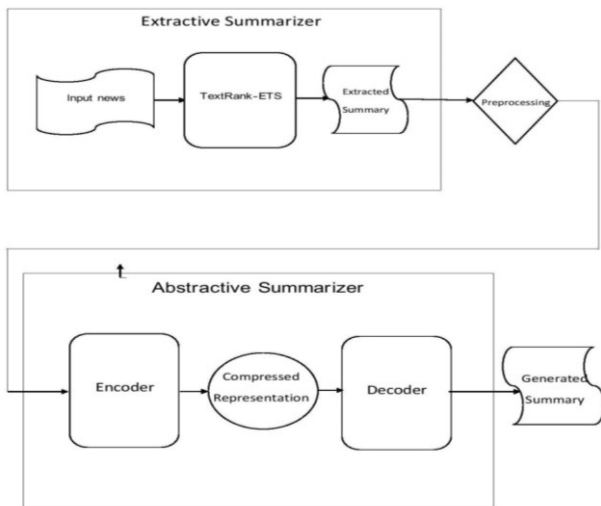 Extractive Summarizer
Input news
TextRank-ETS
Extracted
Summary
Preprocessing
Abstractive Summarizer
Encoder
Compressed
Representation
Decoder
Generated
Summary